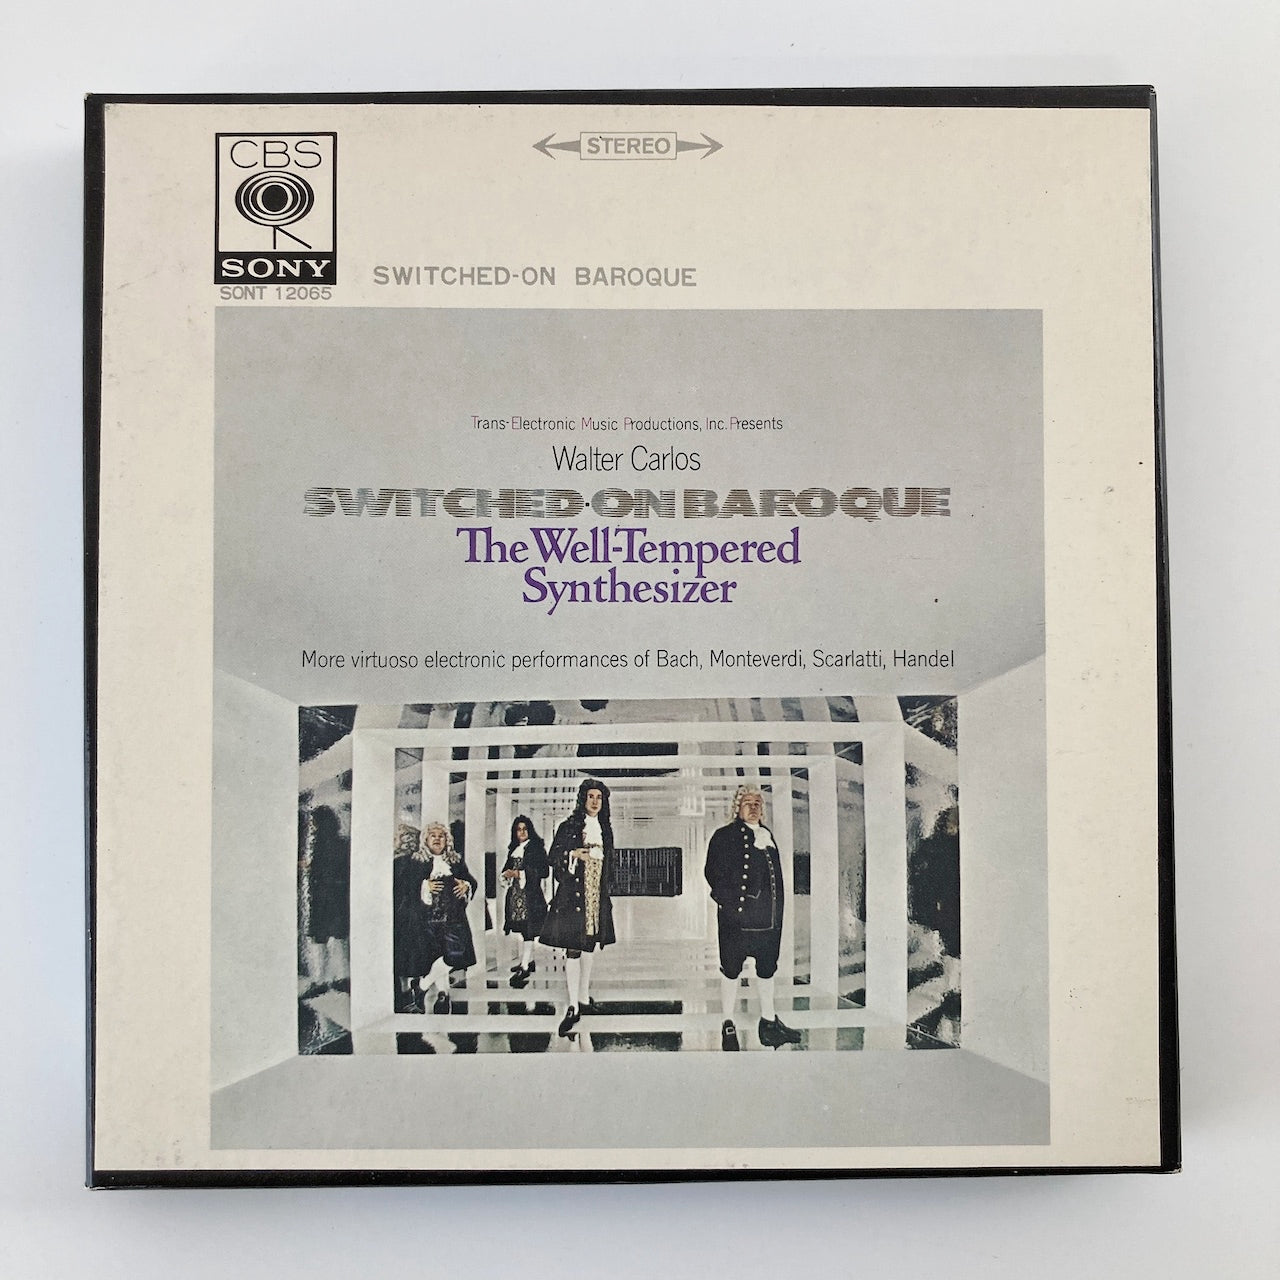 CBS
STEREO
SONY
SONT 12065
SWITCHED-ON BAROQUE
Trans-Electronic Music Productions, Inc. Presents
Walter Carlos
SWITCHED-ON BAROQUE
The Well-Tempered
Synthesizer
More virtuoso electronic performances of Bach, Monteverdi, Scarlatti, Handel